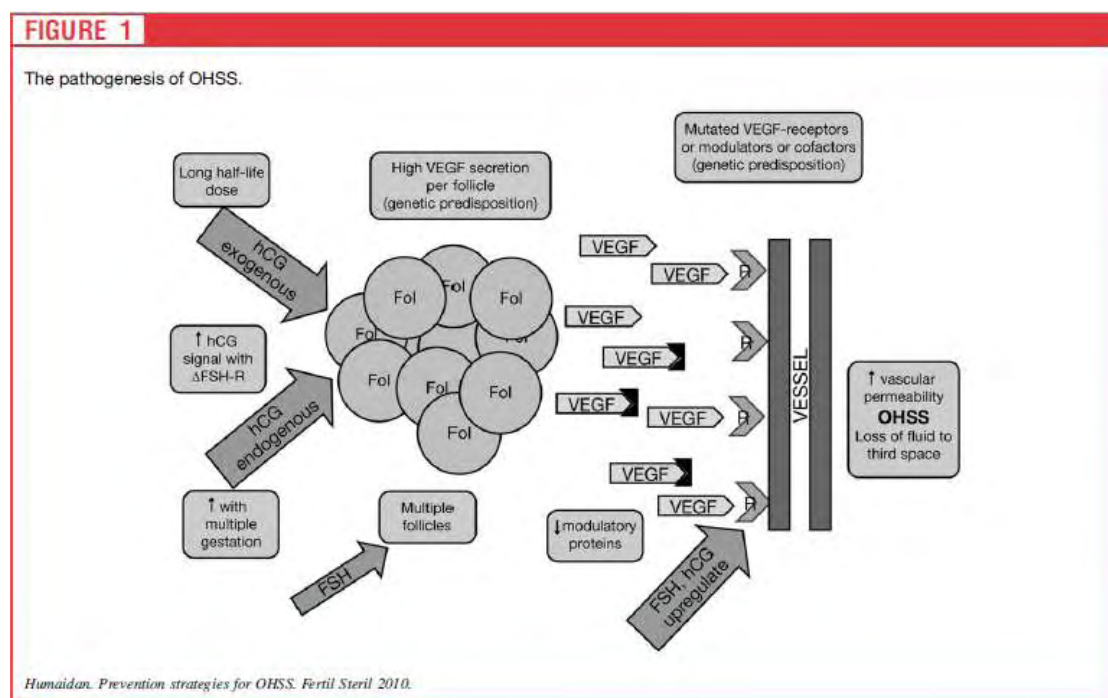 FIGURE 1
The pathogenesis of OHSS.
Long half-life
dose
hCG
exogenous
↑ hCG
signal with
ΔFSH-R
hCG
endogenous
↑ with
multiple
gestation
FSH
High VEGF secretion
per follicle
(genetic predisposition)
Fol
Fol
Fol
Fol
Fol
Fol
Fol
Fol
Fol
Multiple
follicles
Mutated VEGF-receptors
or modulators or cofactors
(genetic predisposition)
VEGF
VEGF
R
VEGF
VEGF
R
VEGF
VEGF
R
VEGF
VEGF
R
↓modulatory
proteins
FSH, hCG
upregulate
VESSEL
↑ vascular
permeability
OHSS
Loss of fluid to
third space
Humaidan. Prevention strategies for OHSS. Fertil Steril 2010.